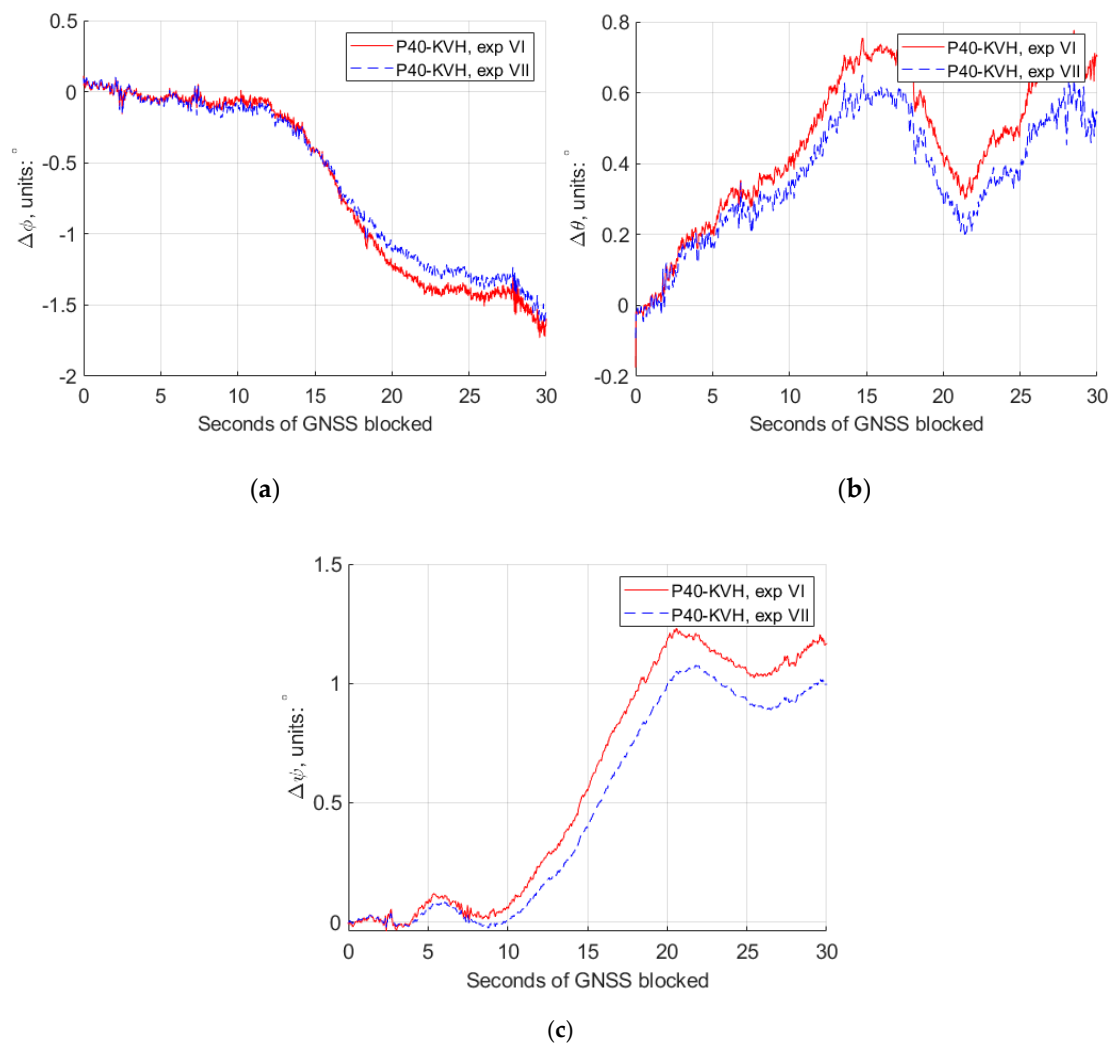 0.5
0
-0.5
-1
-1.5
-2
0 5 10 15 20 25 30
Δϕ, units: °
Seconds of GNSS blocked
P40-KVH, exp VI
P40-KVH, exp VII
(a)
0.8
0.6
0.4
0.2
0
-0.2
0 5 10 15 20 25 30
Δθ, units: °
Seconds of GNSS blocked
P40-KVH, exp VI
P40-KVH, exp VII
(b)
1.5
1
0.5
0
0 5 10 15 20 25 30
Δψ, units: °
Seconds of GNSS blocked
P40-KVH, exp VI
P40-KVH, exp VII
(c)